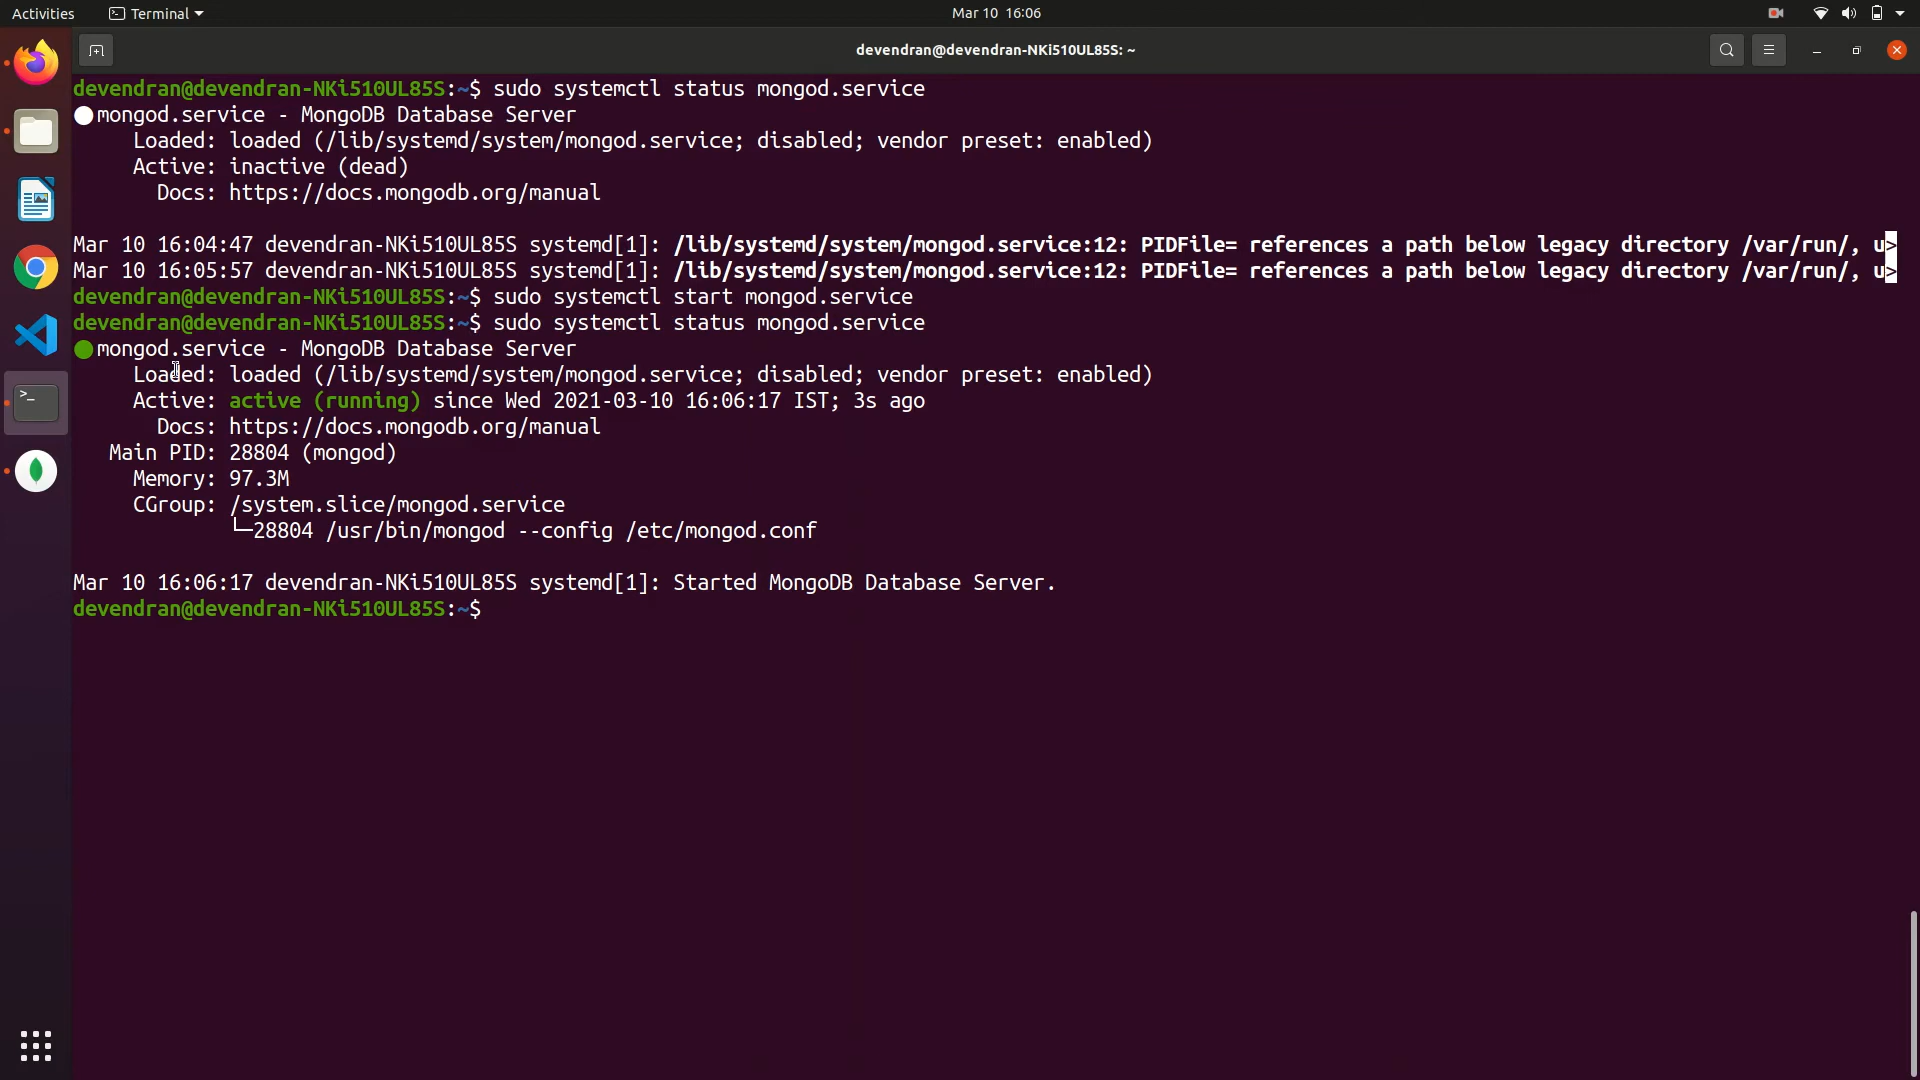 Activities Terminal Mar 10 16:06
devendran@devendran-NKi510UL85S: ~
devendran@devendran-NKi510UL85S:~$ sudo systemctl status mongod.service
mongod.service - MongoDB Database Server
Loaded: loaded (/lib/systemd/system/mongod.service; disabled; vendor preset: enabled)
Active: inactive (dead)
Docs: https://docs.mongodb.org/manual
Mar 10 16:04:47 devendran-NKi510UL85S systemd[1]: /lib/systemd/system/mongod.service:12: PIDFile= references a path below legacy directory /var/run/, u>
Mar 10 16:05:57 devendran-NKi510UL85S systemd[1]: /lib/systemd/system/mongod.service:12: PIDFile= references a path below legacy directory /var/run/, u>
devendran@devendran-NKi510UL85S:~$ sudo systemctl start mongod.service
devendran@devendran-NKi510UL85S:~$ sudo systemctl status mongod.service
mongod.service - MongoDB Database Server
Loaded: loaded (/lib/systemd/system/mongod.service; disabled; vendor preset: enabled)
Active: active (running) since Wed 2021-03-10 16:06:17 IST; 3s ago
Docs: https://docs.mongodb.org/manual
Main PID: 28804 (mongod)
Memory: 97.3M
CGroup: /system.slice/mongod.service
└─28804 /usr/bin/mongod --config /etc/mongod.conf
Mar 10 16:06:17 devendran-NKi510UL85S systemd[1]: Started MongoDB Database Server.
devendran@devendran-NKi510UL85S:~$